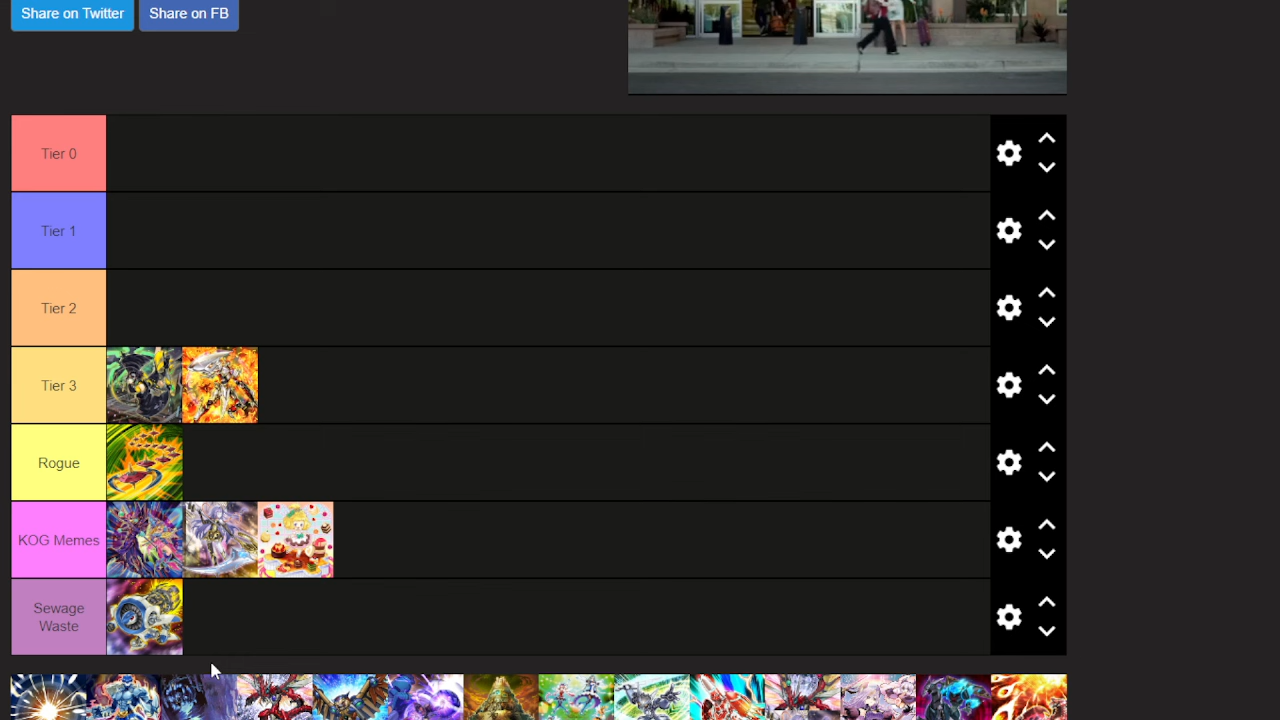 Share on Twitter
Share on FB
Tier 0
Tier 1
Tier 2
Tier 3
Rogue
KOG Memes
Sewage
Waste